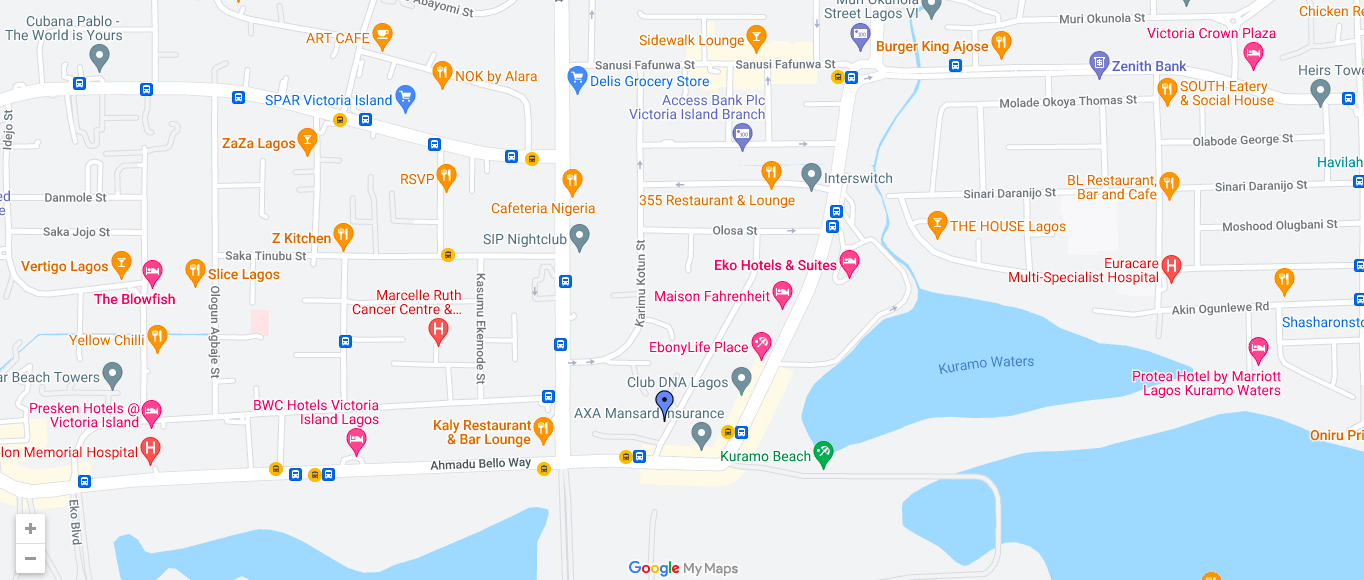 Abayomi St
Muri Okunola
Street Lagos VI
Cubana Pablo -
The World is Yours
Muri Okunola St
Chicken Re
ART CAFE
Sidewalk Lounge
Burger King Ajose
Victoria Crown Plaza
Sanusi Fafunwa St
Sanusi Fafunwa St
Zenith Bank
NOK by Alara
Delis Grocery Store
Heirs Towers
SOUTH Eatery
& Social House
SPAR Victoria Island
Access Bank Plc
Victoria Island Branch
Molade Okoya Thomas St
Idejo St
ZaZa Lagos
Olabode George St
Havilah
RSVP
Interswitch
BL Restaurant,
Bar and Cafe
Sinari Daranijo St
Sinari Daranijo St
Danmole St
355 Restaurant & Lounge
Cafeteria Nigeria
Saka Jojo St
Z Kitchen
SIP Nightclub
Olosa St
THE HOUSE Lagos
Moshood Olugbani St
Saka Tinubu St
Vertigo Lagos
Slice Lagos
Eko Hotels & Suites
Euracare
Multi-Specialist Hospital
The Blowfish
Ologun Agbaje St
Kasumu Ekemode St
Karimu Kotun St
Marcelle Ruth
Cancer Centre &...
Maison Fahrenheit
Akin Ogunlewe Rd
Shasharonsto
Yellow Chilli
EbonyLife Place
Kuramo Waters
ar Beach Towers
Club DNA Lagos
Protea Hotel by Marriott
Lagos Kuramo Waters
Presken Hotels @
Victoria Island
BWC Hotels Victoria
Island Lagos
AXA Mansard Insurance
Kaly Restaurant
& Bar Lounge
Oniru Pri
lon Memorial Hospital
Ahmadu Bello Way
Kuramo Beach
Eko Blvd
+
−
Google My Maps